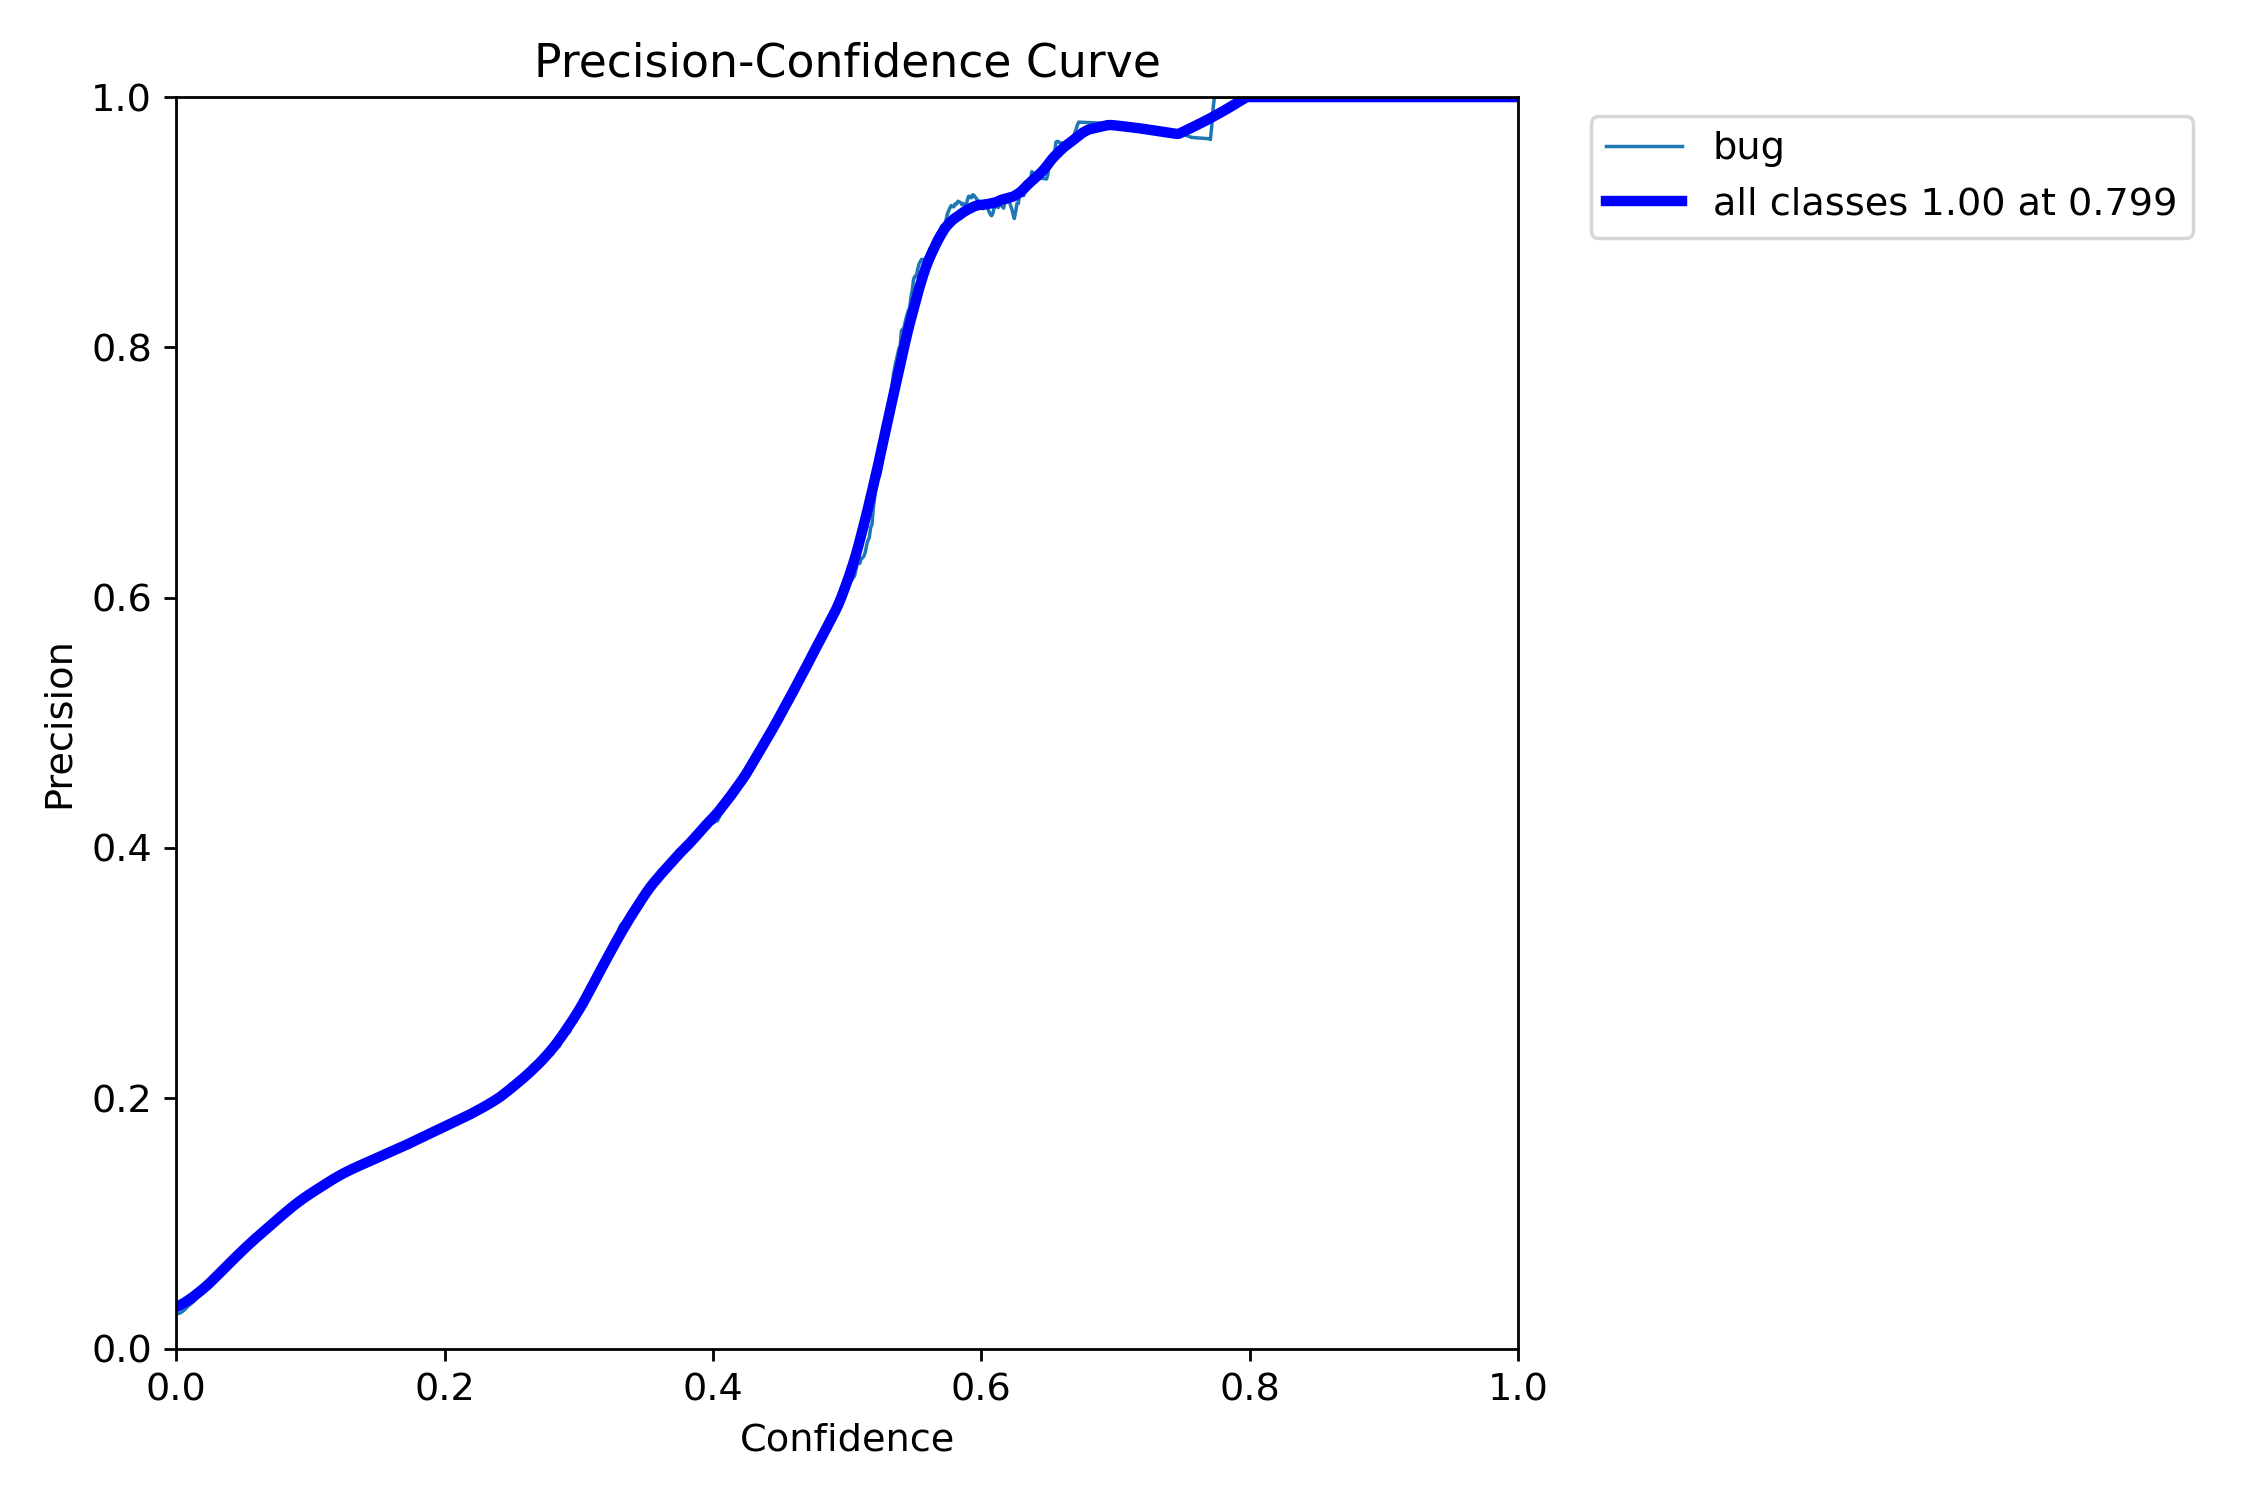 Precision-Confidence Curve
1.0
0.8
0.6
0.4
0.2
0.0
Precision
0.0 0.2 0.4 0.6 0.8 1.0
Confidence
bug
all classes 1.00 at 0.799